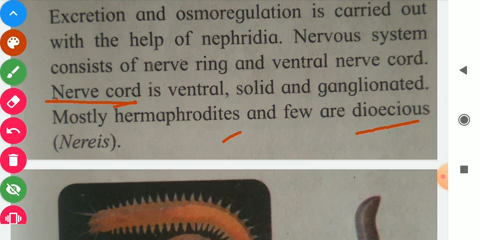 Excretion and osmoregulation is carried out
with the help of nephridia. Nervous system
consists of nerve ring and ventral nerve cord.
Nerve cord is ventral, solid and ganglionated.
Mostly hermaphrodites and few are dioecious
(Nereis).